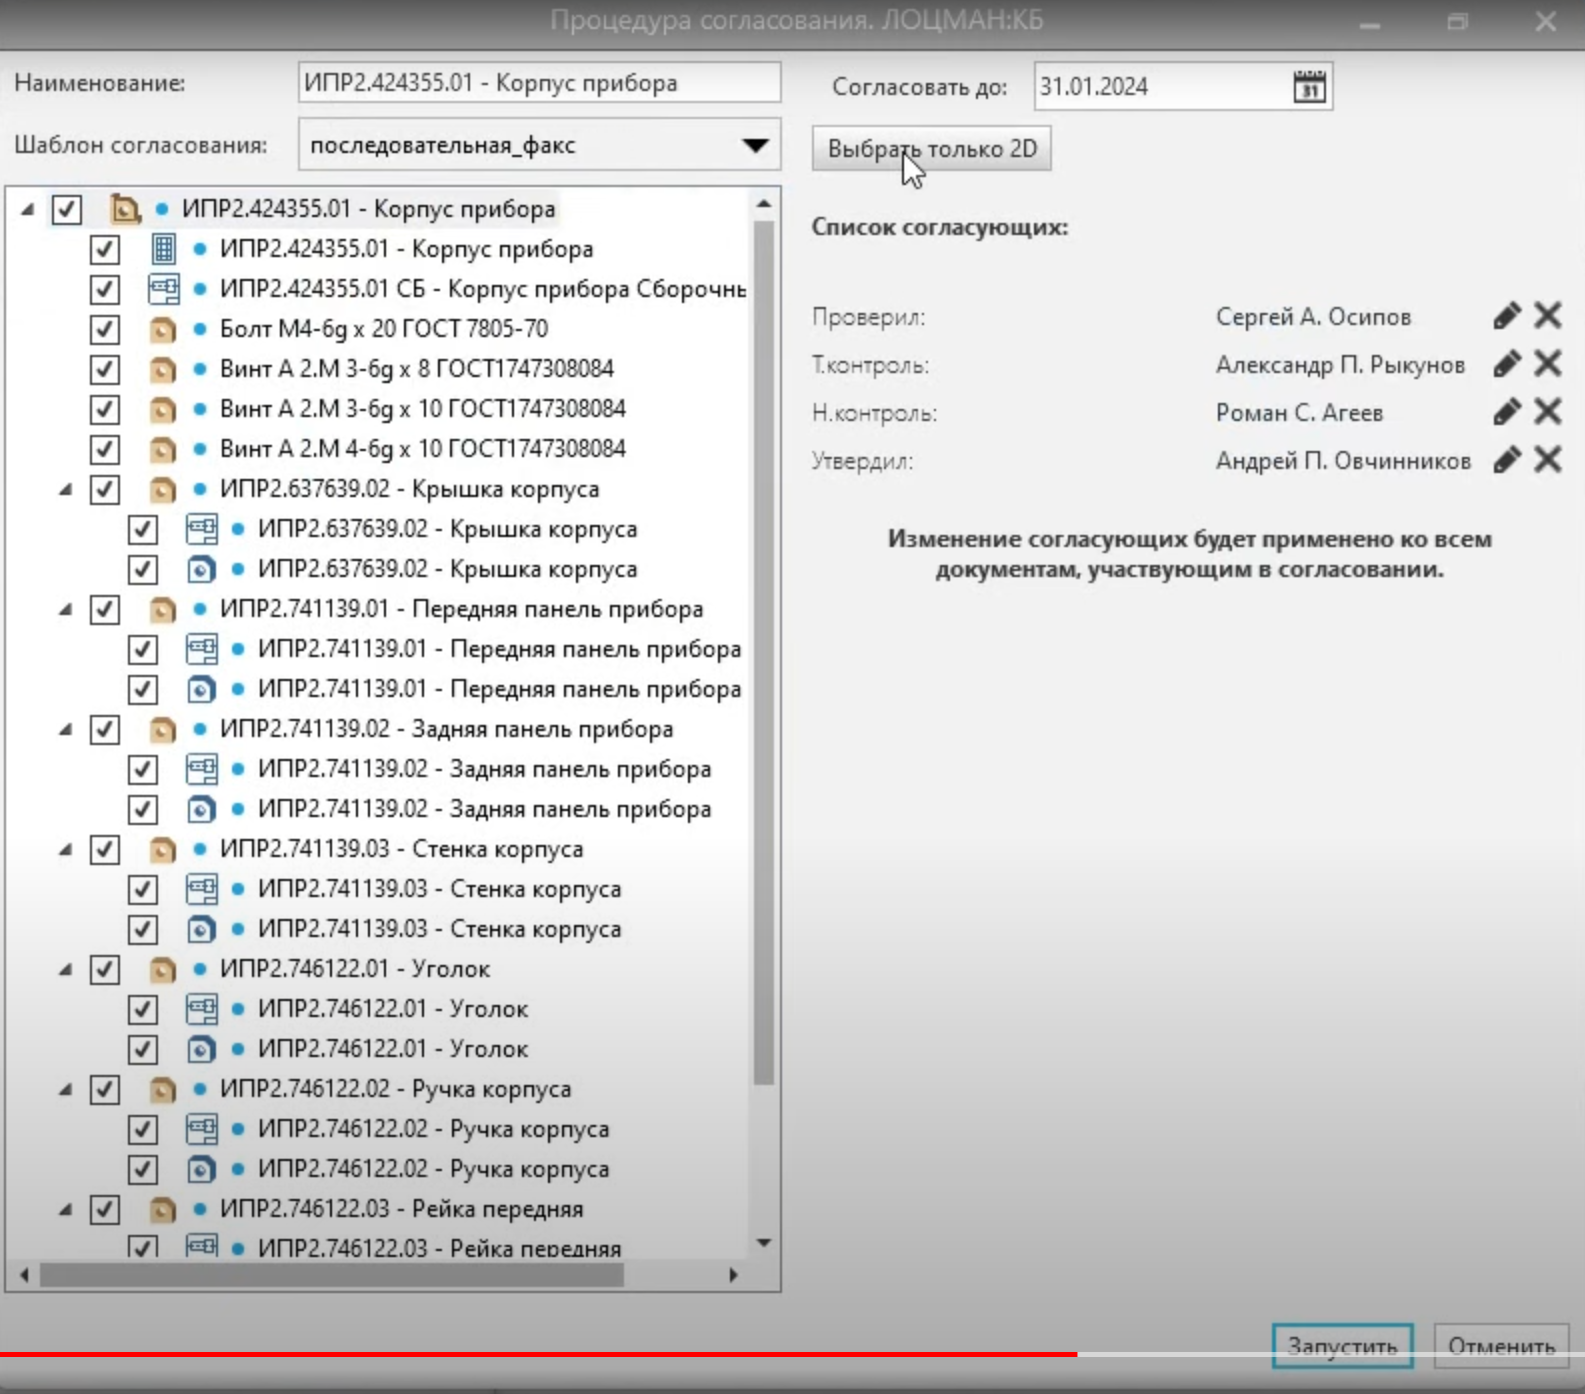 Процедура согласования. ЛОЦМАН:КБ
Наименование: ИПР2.424355.01 - Корпус прибора
Согласовать до: 31.01.2024
31
Шаблон согласования: последовательная_факс
Выбрать только 2D
ИПР2.424355.01 - Корпус прибора
ИПР2.424355.01 - Корпус прибора
ИПР2.424355.01 СБ - Корпус прибора Сборочнь
Болт М4-6g x 20 ГОСТ 7805-70
Винт А 2.М 3-6g x 8 ГОСТ1747308084
Винт А 2.М 3-6g x 10 ГОСТ1747308084
Винт А 2.М 4-6g x 10 ГОСТ1747308084
ИПР2.637639.02 - Крышка корпуса
ИПР2.637639.02 - Крышка корпуса
ИПР2.637639.02 - Крышка корпуса
ИПР2.741139.01 - Передняя панель прибора
ИПР2.741139.01 - Передняя панель прибора
ИПР2.741139.01 - Передняя панель прибора
ИПР2.741139.02 - Задняя панель прибора
ИПР2.741139.02 - Задняя панель прибора
ИПР2.741139.02 - Задняя панель прибора
ИПР2.741139.03 - Стенка корпуса
ИПР2.741139.03 - Стенка корпуса
ИПР2.741139.03 - Стенка корпуса
ИПР2.746122.01 - Уголок
ИПР2.746122.01 - Уголок
ИПР2.746122.01 - Уголок
ИПР2.746122.02 - Ручка корпуса
ИПР2.746122.02 - Ручка корпуса
ИПР2.746122.02 - Ручка корпуса
ИПР2.746122.03 - Рейка передняя
ИПР2.746122.03 - Рейка передняя
Список согласующих:
Проверил: Сергей А. Осипов
Т.контроль: Александр П. Рыкунов
Н.контроль: Роман С. Агеев
Утвердил: Андрей П. Овчинников
Изменение согласующих будет применено ко всем
документам, участвующим в согласовании.
Запустить
Отменить